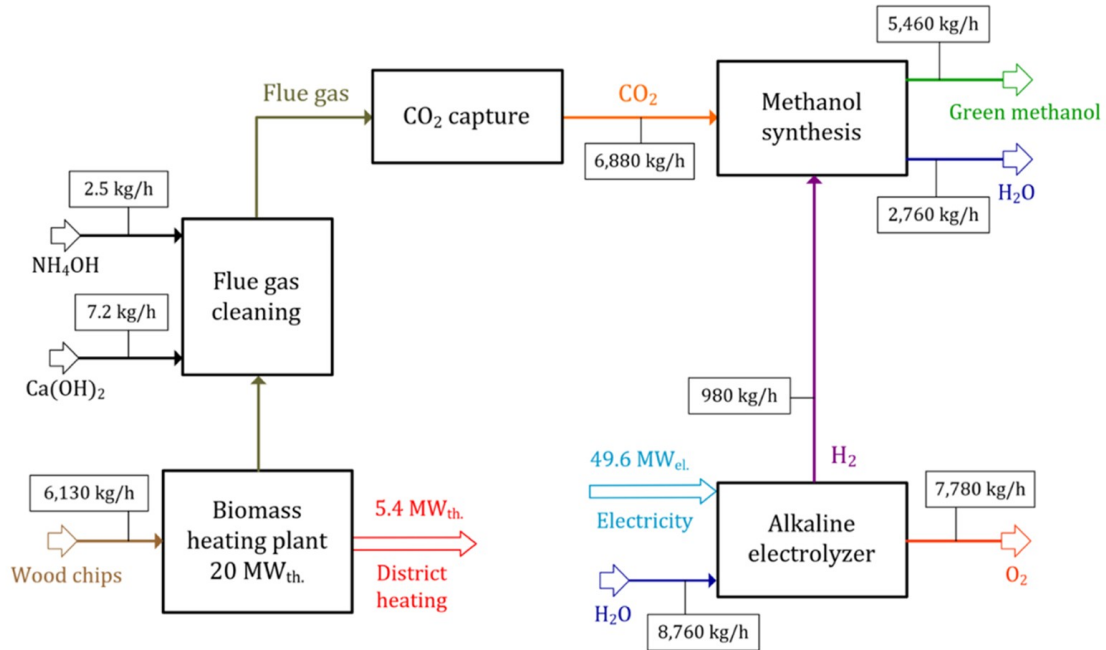 5,460 kg/h
Flue gas
CO₂ capture
CO₂
Methanol
synthesis
Green methanol
6,880 kg/h
2.5 kg/h
H₂O
2,760 kg/h
NH₄OH
Flue gas
cleaning
7.2 kg/h
Ca(OH)₂
980 kg/h
49.6 MWel.
H₂
6,130 kg/h
5.4 MWth.
7,780 kg/h
Biomass
heating plant
20 MWth.
Electricity
Alkaline
electrolyzer
Wood chips
District
heating
O₂
H₂O
8,760 kg/h